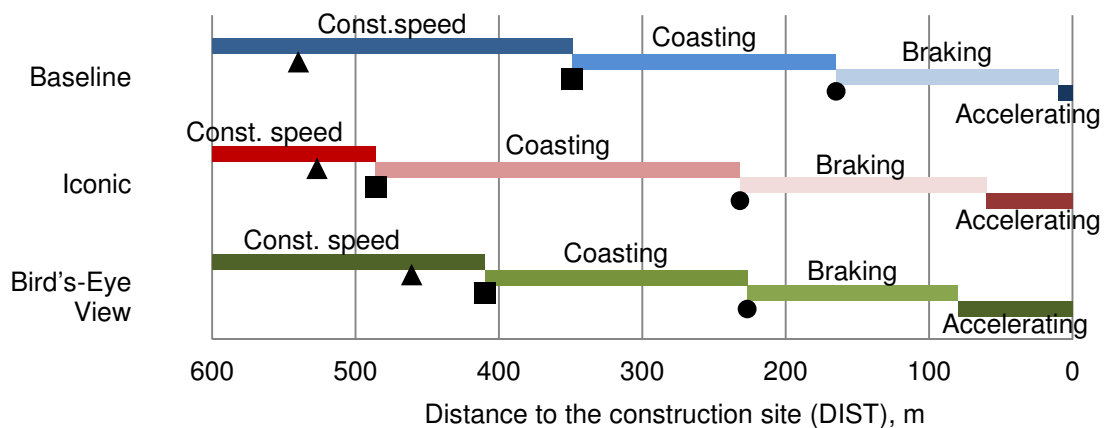 Const.speed
Coasting
Braking
Baseline
Accelerating
Const. speed
Coasting
Braking
Iconic
Accelerating
Const. speed
Coasting
Braking
Bird's-Eye
View
Accelerating
600 500 400 300 200 100 0
Distance to the construction site (DIST), m